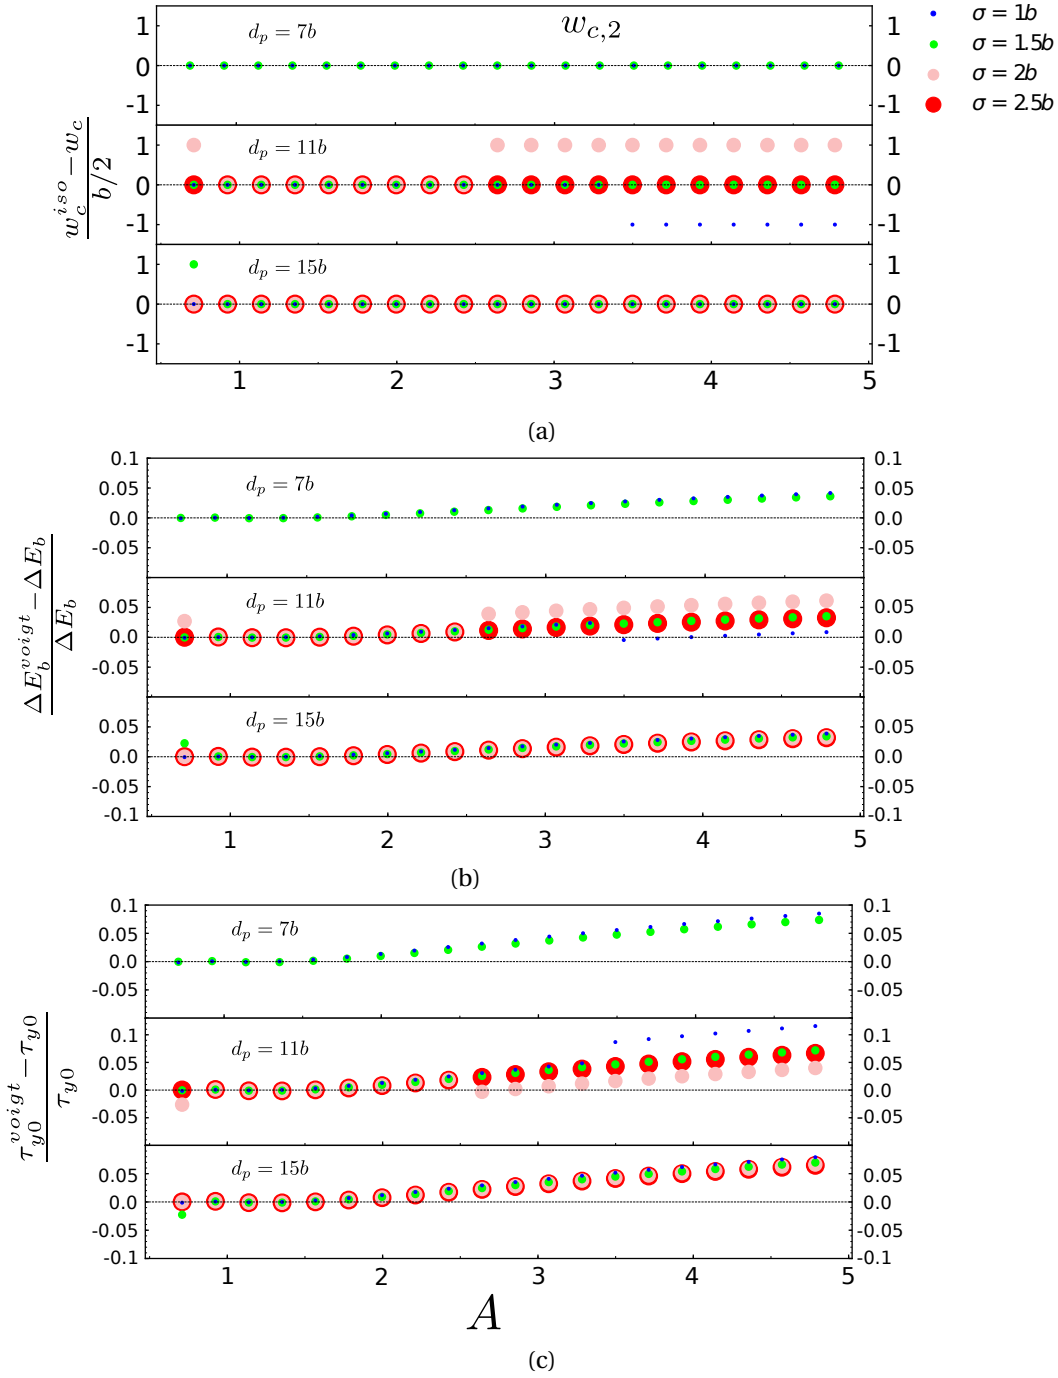 w_{c,2}
σ = 1b
σ = 1.5b
σ = 2b
σ = 2.5b
\frac{w_c^{iso} - w_c}{b/2}
d_p = 7b
1 1
0 0
-1 -1
d_p = 11b
1 1
0 0
-1 -1
d_p = 15b
1 1
0 0
-1 -1
1 2 3 4 5
(a)
\frac{ΔE_b^{voigt} - ΔE_b}{ΔE_b}
0.1 0.1
d_p = 7b
0.05 0.05
0.0 0.0
-0.05 -0.05
d_p = 11b
0.05 0.05
0.0 0.0
-0.05 -0.05
d_p = 15b
0.05 0.05
0.0 0.0
-0.05 -0.05
-0.1 -0.1
1 2 3 4 5
(b)
\frac{τ_{y0}^{voigt} - τ_{y0}}{τ_{y0}}
0.1 0.1
d_p = 7b
0.05 0.05
0.0 0.0
-0.05 -0.05
0.1 0.1
d_p = 11b
0.05 0.05
0.0 0.0
-0.05 -0.05
d_p = 15b
0.05 0.05
0.0 0.0
-0.05 -0.05
-0.1 -0.1
1 2 3 4 5
A
(c)